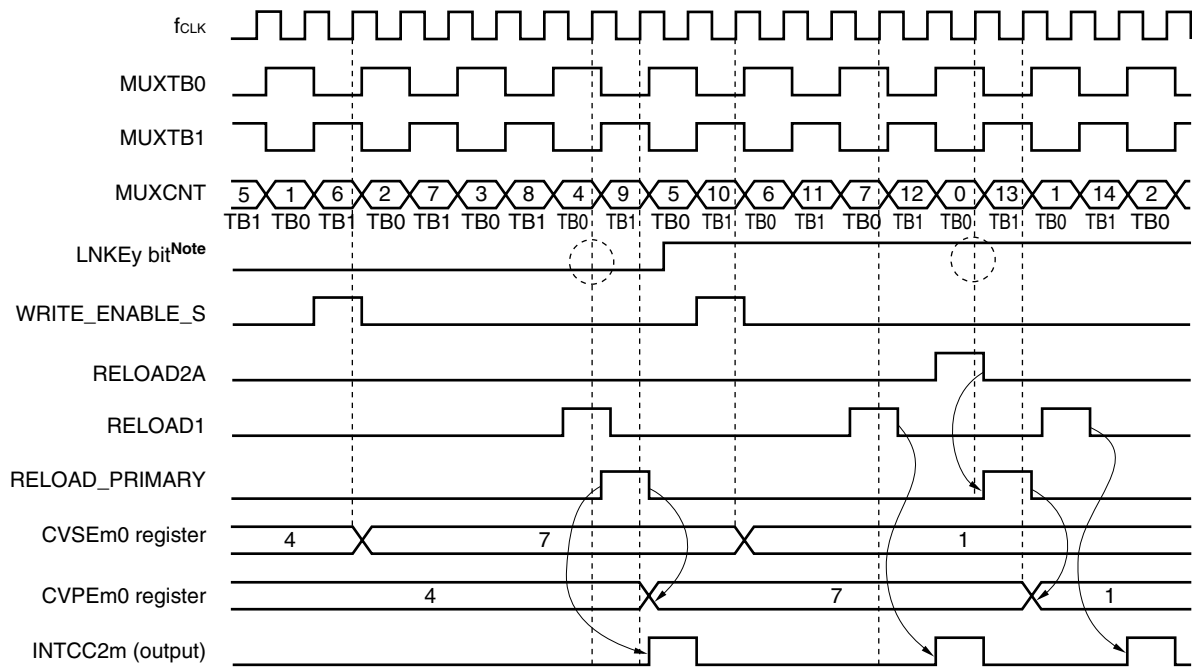 fCLK
MUXTB0
MUXTB1
MUXCNT 5 1 6 2 7 3 8 4 9 5 10 6 11 7 12 0 13 1 14 2
TB1 TB0 TB1 TB0 TB1 TB0 TB1 TB0 TB1 TB0 TB1 TB0 TB1 TB0 TB1 TB0 TB1 TB0 TB1 TB0
LNKEy bitNote
WRITE_ENABLE_S
RELOAD2A
RELOAD1
RELOAD_PRIMARY
CVSEm0 register 4 7 1
CVPEm0 register 4 7 1
INTCC2m (output)